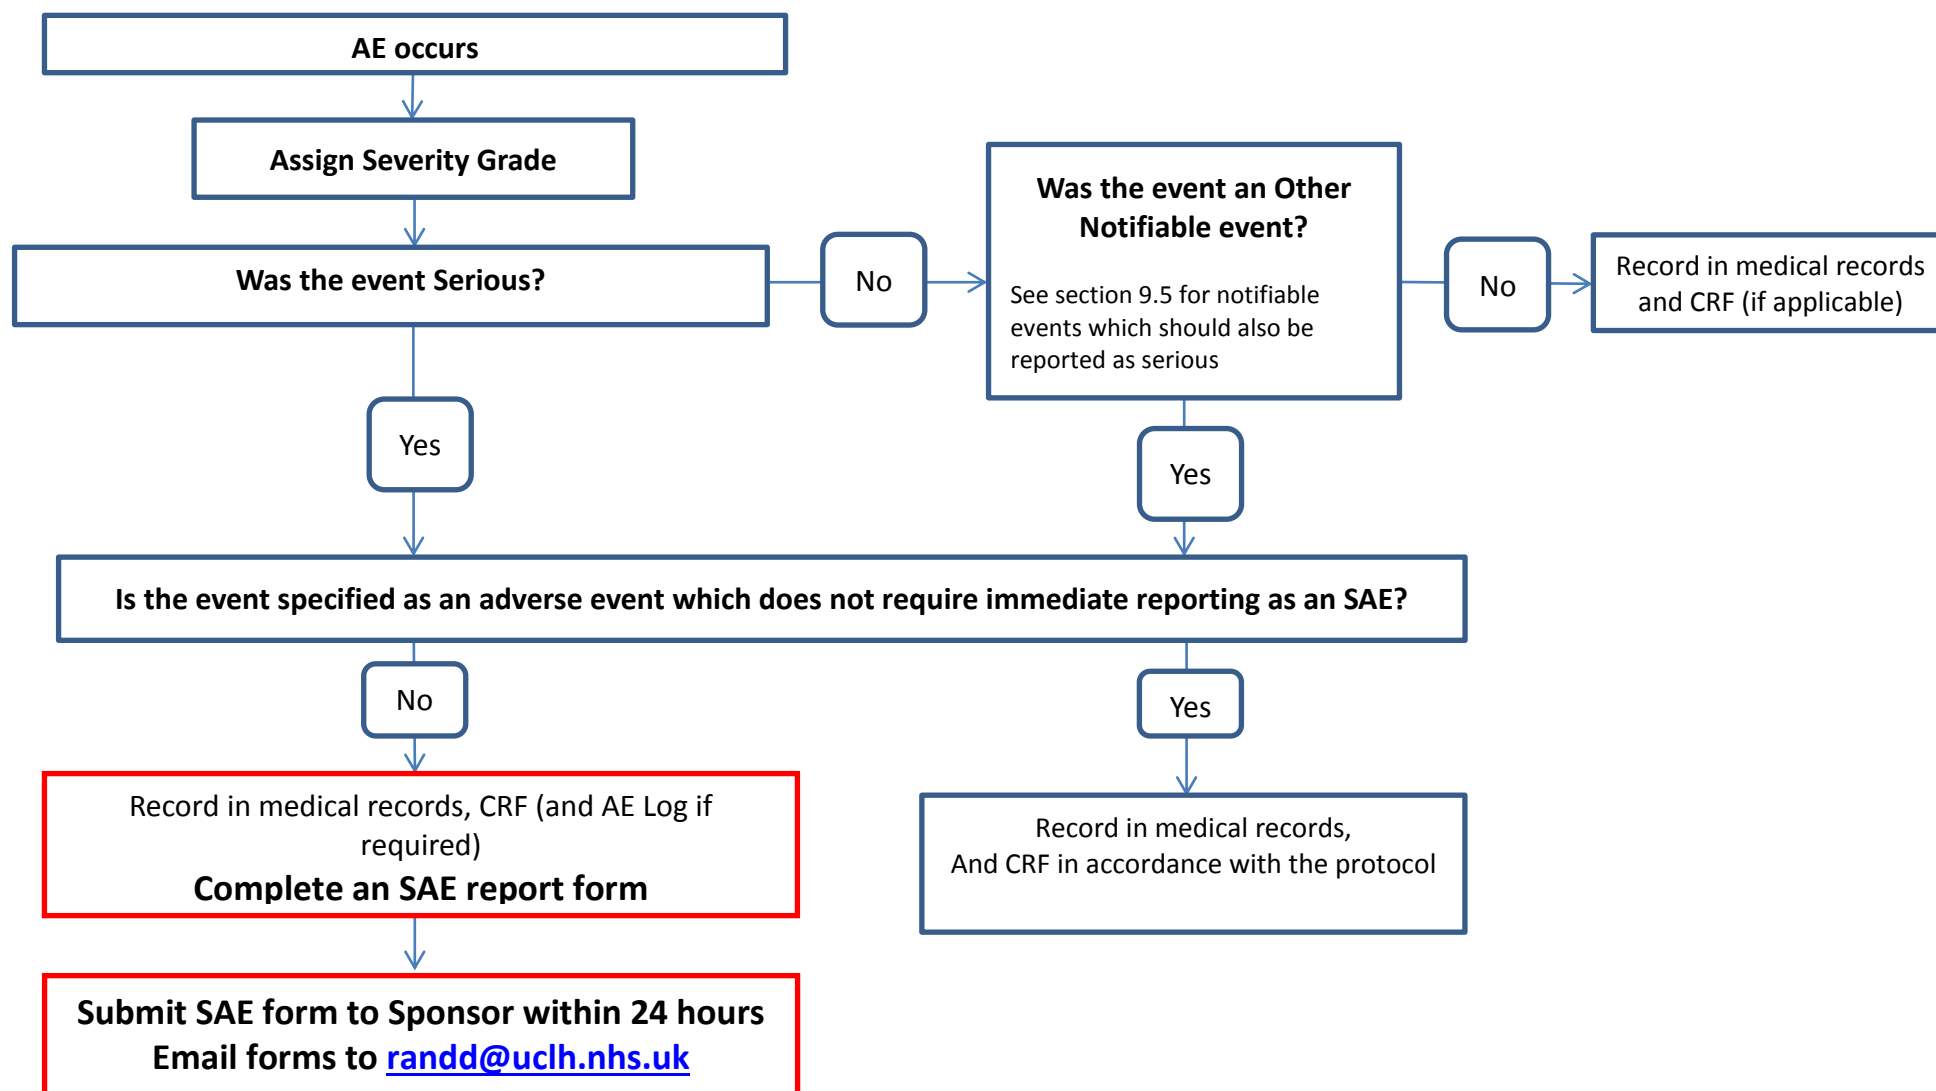 AE occurs
Assign Severity Grade
Was the event Serious?
No
Was the event an Other
Notifiable event?
See section 9.5 for notifiable
events which should also be
reported as serious
No
Record in medical records
and CRF (if applicable)
Yes
Yes
Is the event specified as an adverse event which does not require immediate reporting as an SAE?
No
Yes
Record in medical records, CRF (and AE Log if
required)
Complete an SAE report form
Record in medical records,
And CRF in accordance with the protocol
Submit SAE form to Sponsor within 24 hours
Email forms to randd@uclh.nhs.uk